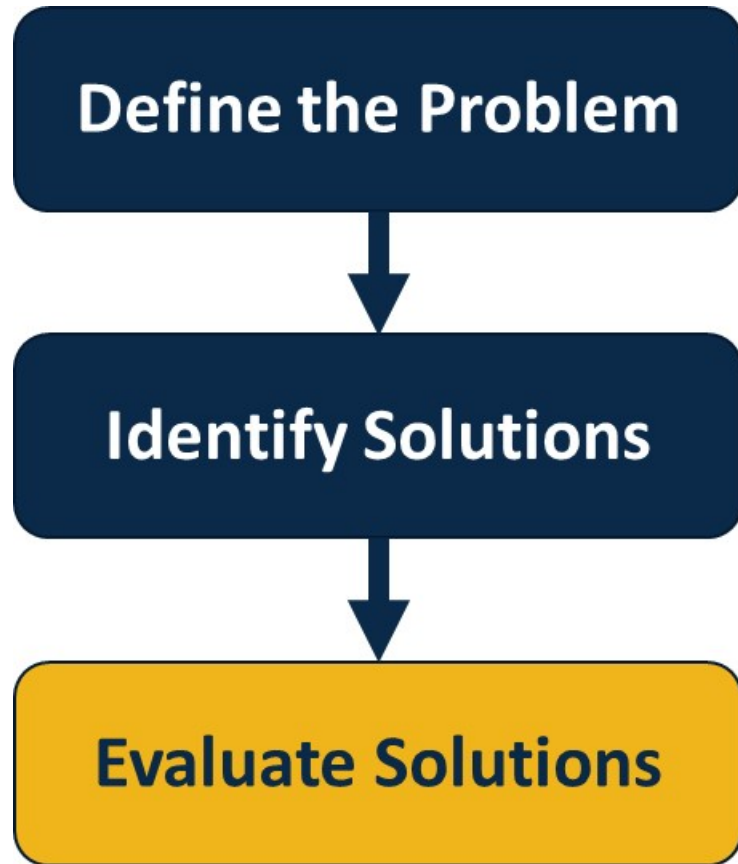 Define the Problem
Identify Solutions
Evaluate Solutions